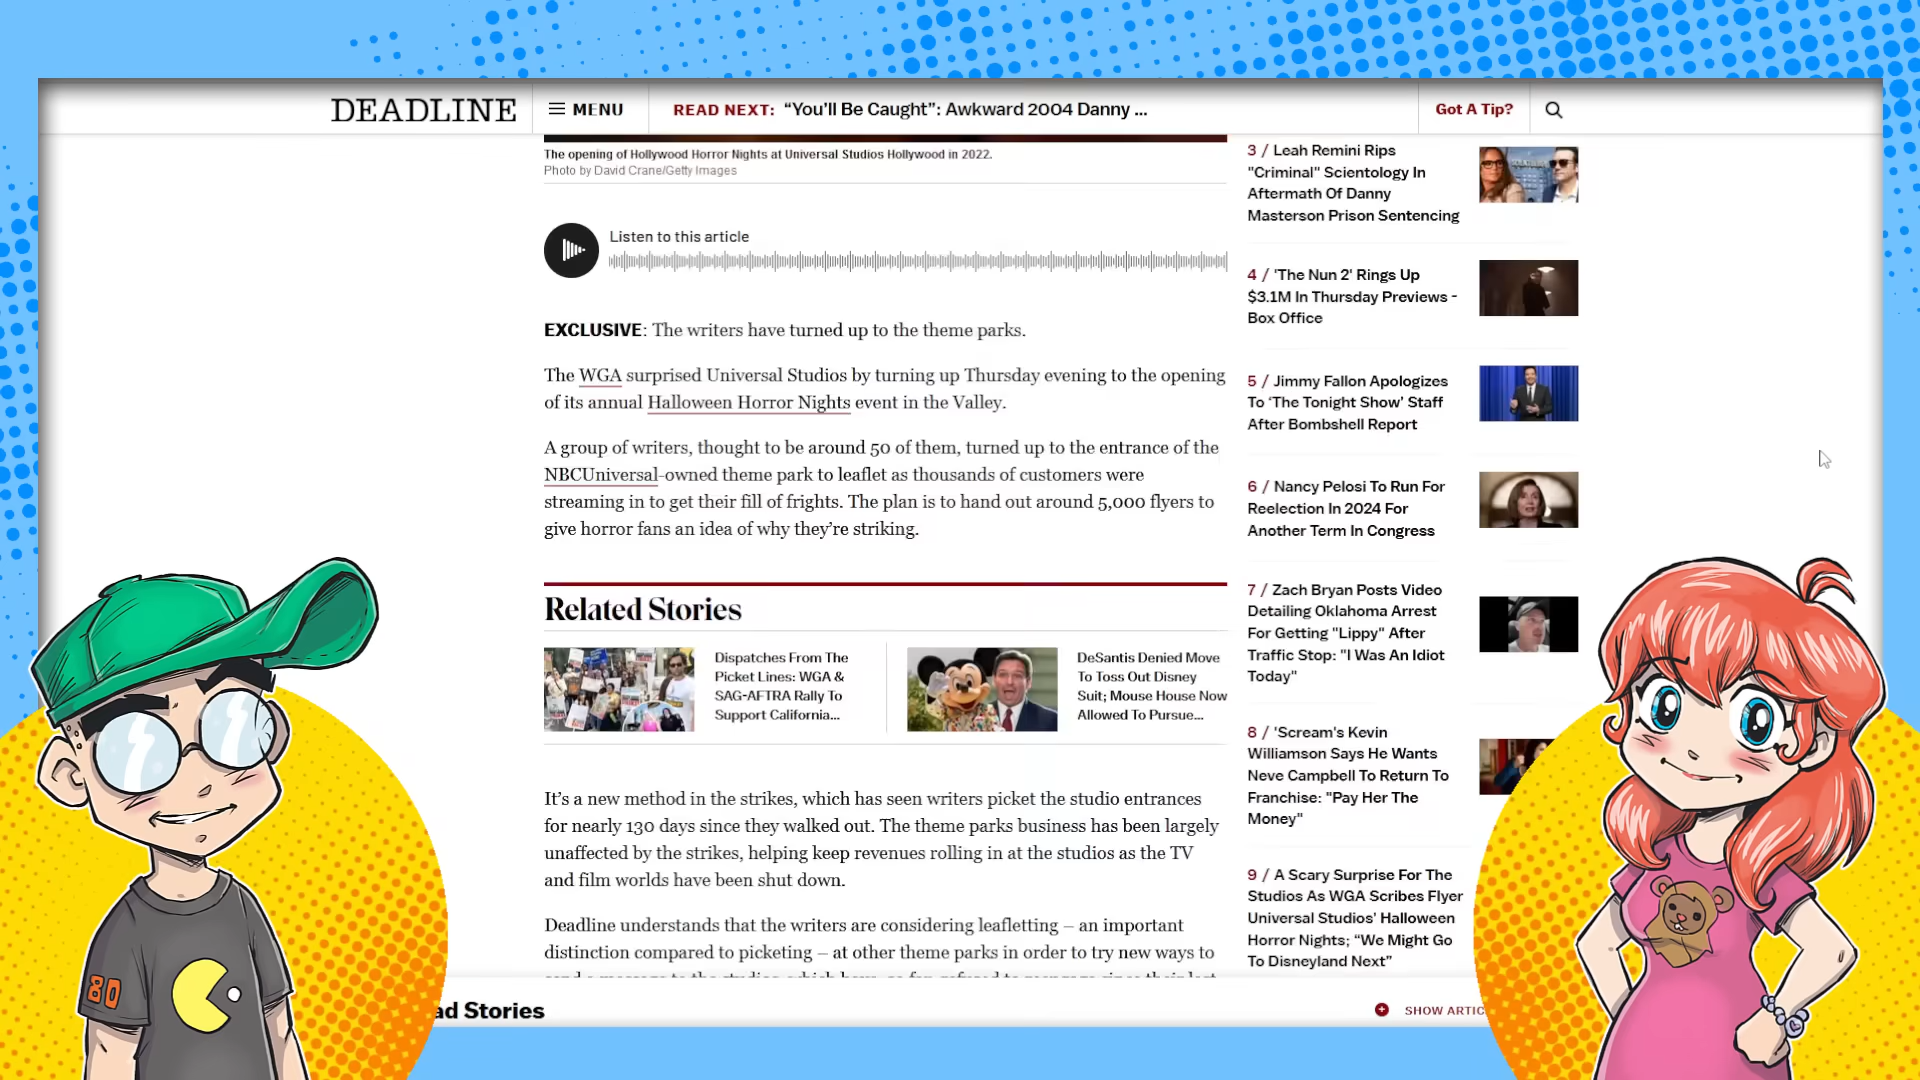 DEADLINE
MENU
READ NEXT: “You’ll Be Caught”: Awkward 2004 Danny ...
Got A Tip?
The opening of Hollywood Horror Nights at Universal Studios Hollywood in 2022.
Photo by David Crane/Getty Images
Listen to this article
EXCLUSIVE: The writers have turned up to the theme parks.
The WGA surprised Universal Studios by turning up Thursday evening to the opening
of its annual Halloween Horror Nights event in the Valley.
A group of writers, thought to be around 50 of them, turned up to the entrance of the
NBCUniversal-owned theme park to leaflet as thousands of customers were
streaming in to get their fill of frights. The plan is to hand out around 5,000 flyers to
give horror fans an idea of why they’re striking.
Related Stories
Dispatches From The
Picket Lines: WGA &
SAG-AFTRA Rally To
Support California...
DeSantis Denied Move
To Toss Out Disney
Suit; Mouse House Now
Allowed To Pursue...
It’s a new method in the strikes, which has seen writers picket the studio entrances
for nearly 130 days since they walked out. The theme parks business has been largely
unaffected by the strikes, helping keep revenues rolling in at the studios as the TV
and film worlds have been shut down.
Deadline understands that the writers are considering leafletting – an important
distinction compared to picketing – at other theme parks in order to try new ways to
3 / Leah Remini Rips
"Criminal" Scientology In
Aftermath Of Danny
Masterson Prison Sentencing
4 / 'The Nun 2' Rings Up
$3.1M In Thursday Previews -
Box Office
5 / Jimmy Fallon Apologizes
To ‘The Tonight Show’ Staff
After Bombshell Report
6 / Nancy Pelosi To Run For
Reelection In 2024 For
Another Term In Congress
7 / Zach Bryan Posts Video
Detailing Oklahoma Arrest
For Getting "Lippy" After
Traffic Stop: "I Was An Idiot
Today"
8 / 'Scream's Kevin
Williamson Says He Wants
Neve Campbell To Return To
Franchise: "Pay Her The
Money"
9 / A Scary Surprise For The
Studios As WGA Scribes Flyer
Universal Studios’ Halloween
Horror Nights; “We Might Go
To Disneyland Next”
ad Stories
SHOW ARTIC
80